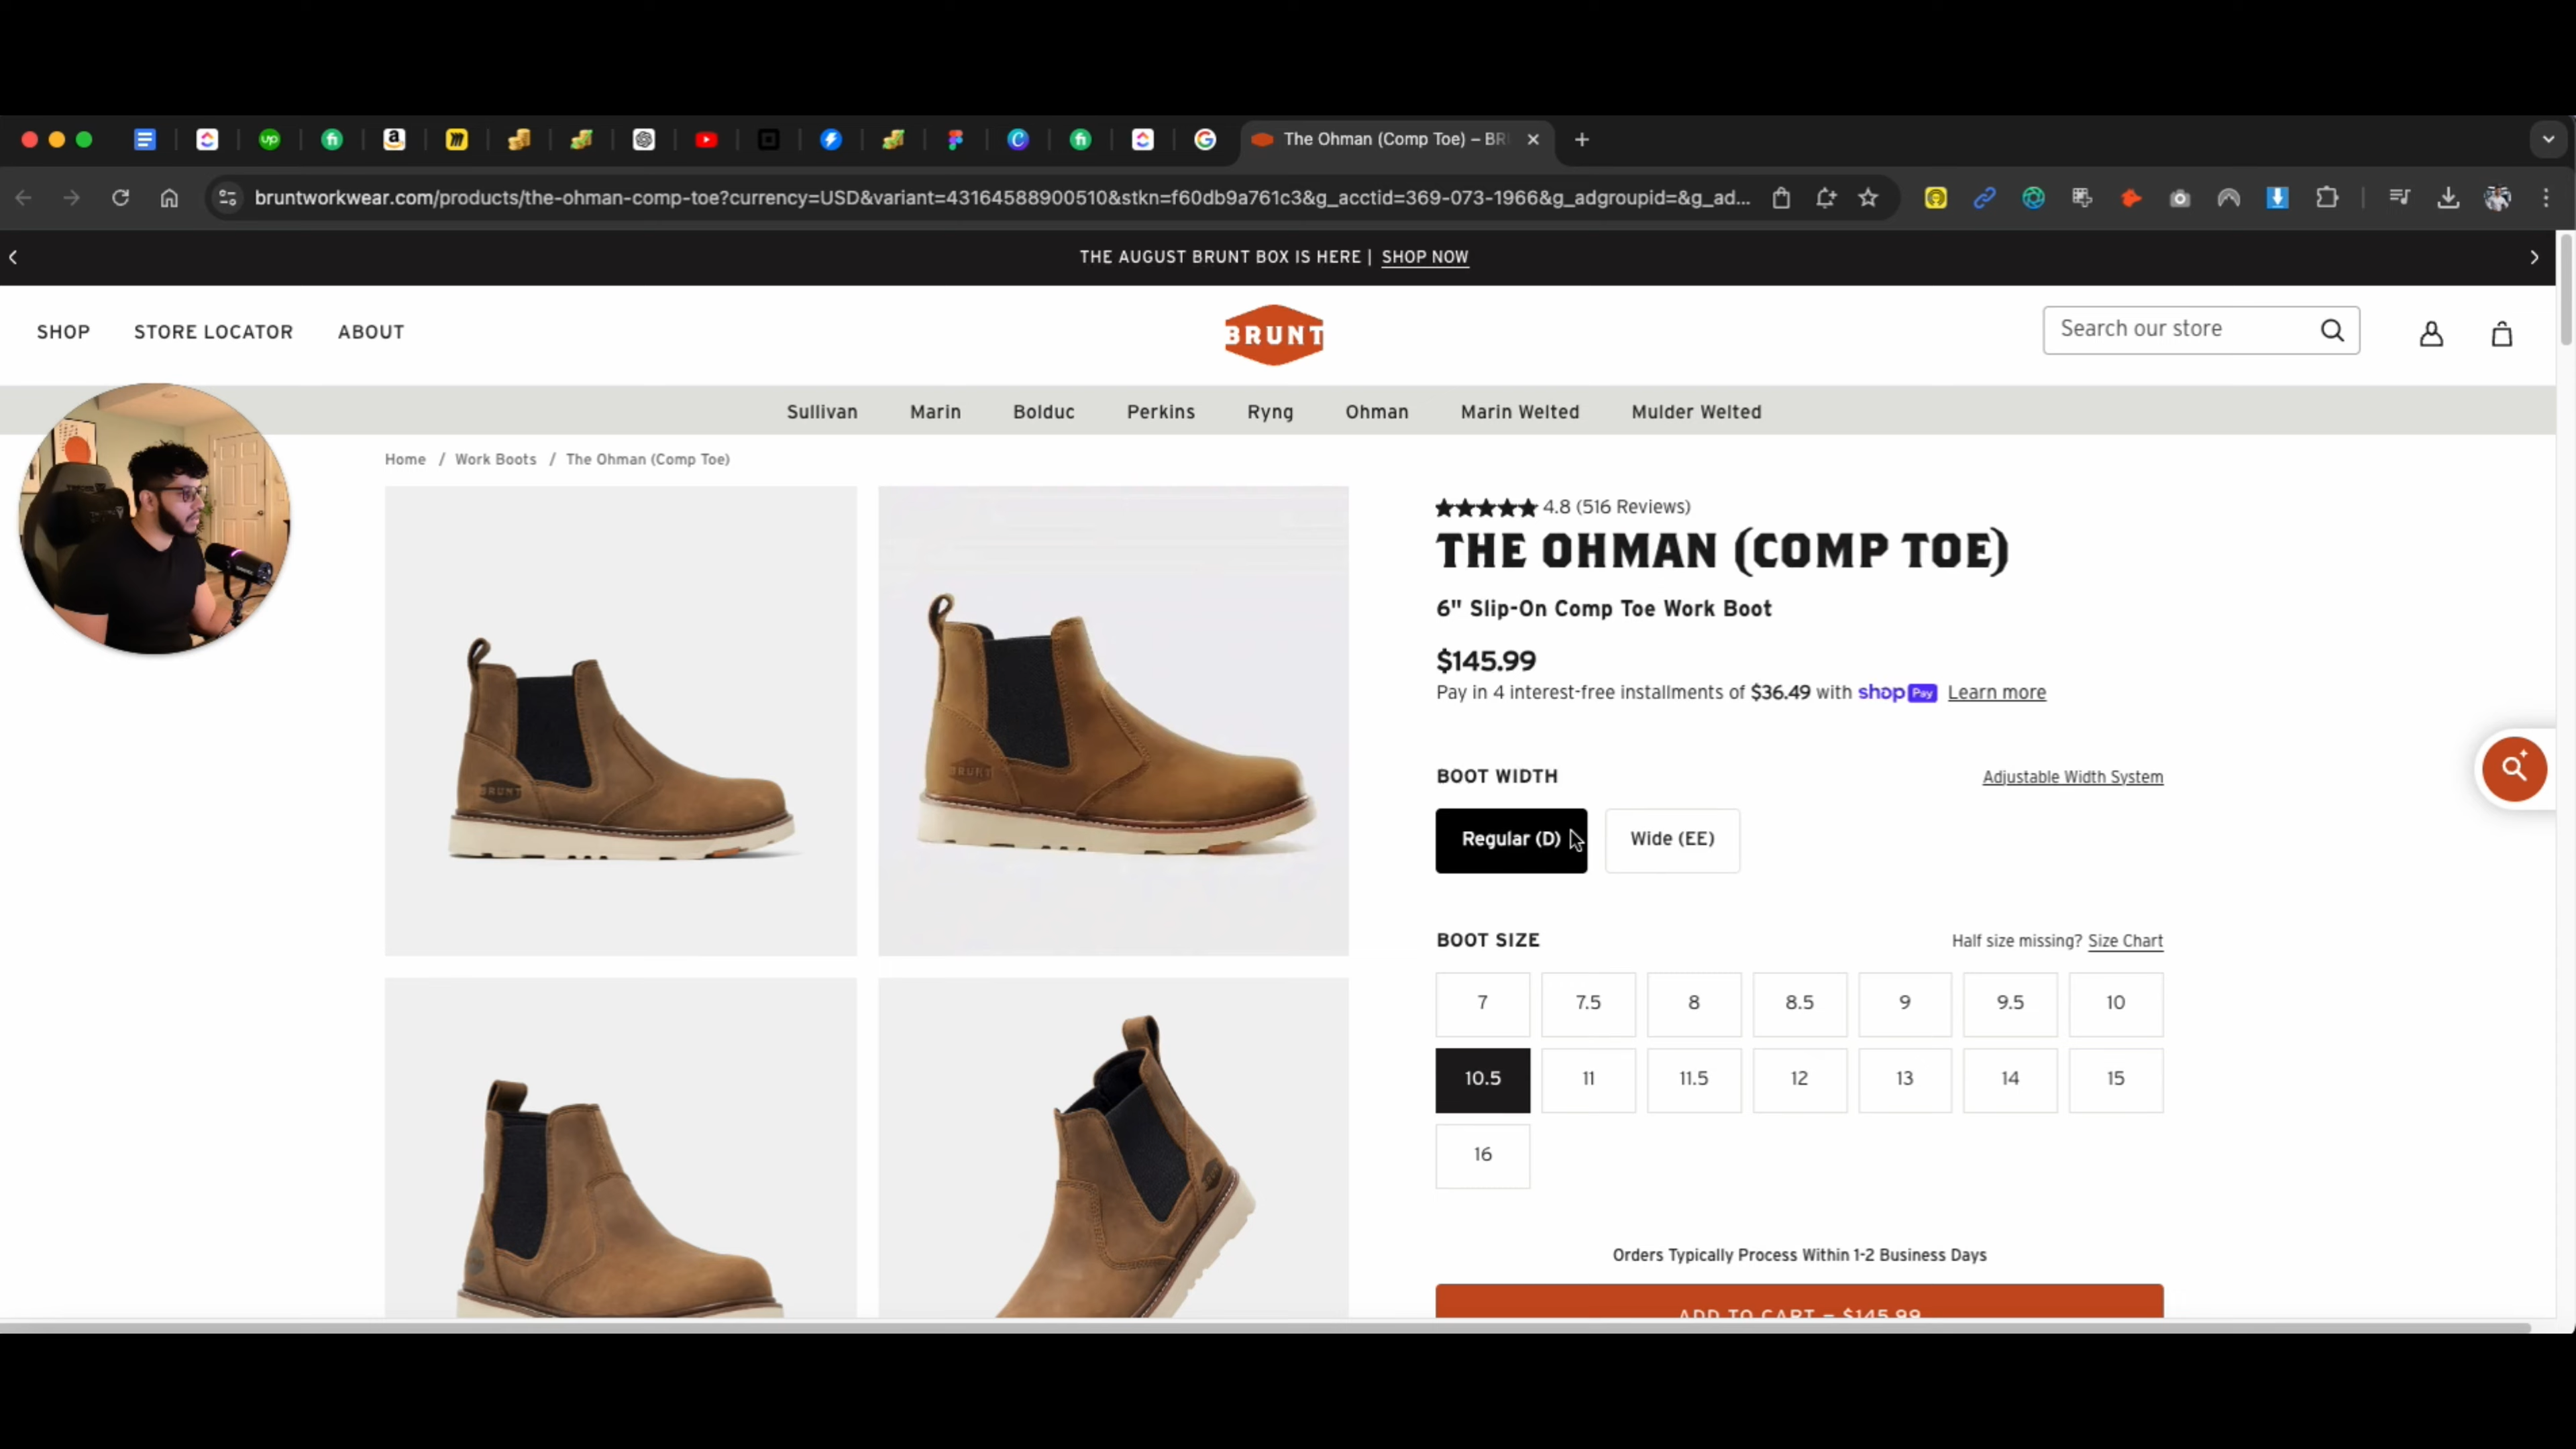 The Ohman (Comp Toe) – BR
bruntworkwear.com/products/the-ohman-comp-toe?currency=USD&variant=43164588900510&stkn=f60db9a761c3&g_acctid=369-073-1966&g_adgroupid=&g_ad...
THE AUGUST BRUNT BOX IS HERE | SHOP NOW
SHOP STORE LOCATOR ABOUT
BRUNT
Search our store
Sullivan Marin Bolduc Perkins Ryng Ohman Marin Welted Mulder Welted
Home / Work Boots / The Ohman (Comp Toe)
4.8 (516 Reviews)
THE OHMAN (COMP TOE)
6" Slip-On Comp Toe Work Boot
$145.99
Pay in 4 interest-free installments of $36.49 with shop Pay Learn more
BOOT WIDTH Adjustable Width System
Regular (D) Wide (EE)
BOOT SIZE Half size missing? Size Chart
7 7.5 8 8.5 9 9.5 10
10.5 11 11.5 12 13 14 15
16
Orders Typically Process Within 1-2 Business Days
ADD TO CART – $145.99
BRUNT
BRUNT